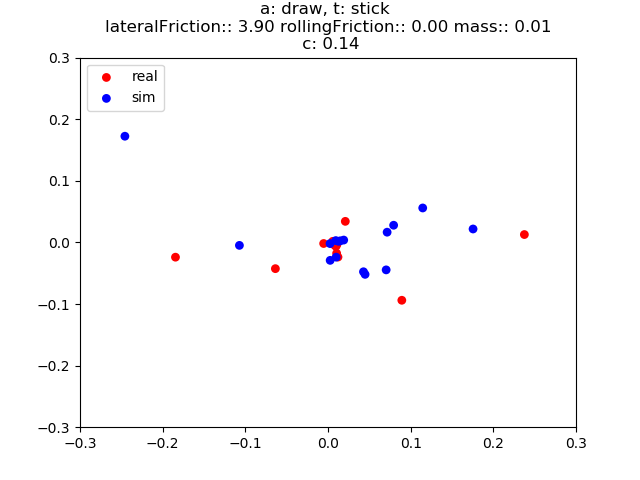 a: draw, t: stick
lateralFriction:: 3.90 rollingFriction:: 0.00 mass:: 0.01
c: 0.14
real
sim
0.3
0.2
0.1
0.0
−0.1
−0.2
−0.3
−0.3
−0.2
−0.1
0.0
0.1
0.2
0.3